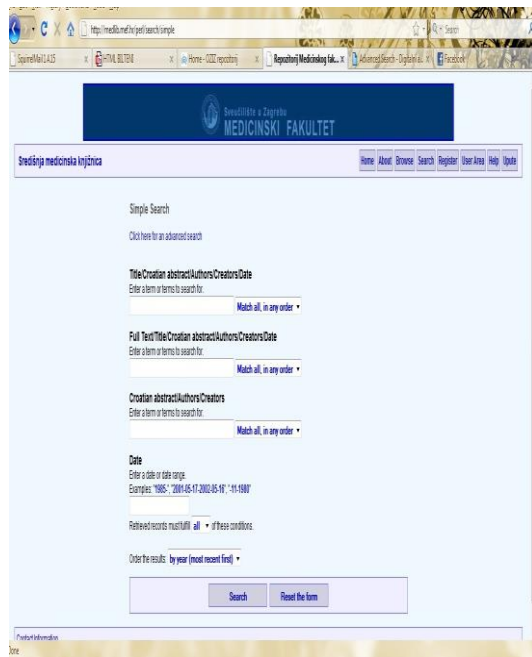 http://medlib.mef.hr/perl/search/simple
Search
SquirrelMail 1.4.15
HTML BILTENI
Home - OZIZ repozitorij
Repozitorij Medicinskog fak...
Advanced Search - Digitalni a...
Facebook
Sveučilište u Zagrebu
MEDICINSKI FAKULTET
Središnja medicinska knjižnica
Home About Browse Search Register User Area Help Upute
Simple Search
Click here for an advanced search
Title/Croatian abstract/Authors/Creators/Date
Enter a term or terms to search for.
Match all, in any order
Full Text/Title/Croatian abstract/Authors/Creators/Date
Enter a term or terms to search for.
Match all, in any order
Croatian abstract/Authors/Creators
Enter a term or terms to search for.
Match all, in any order
Date
Enter a date or date range.
Examples: "1985-", "2001-05-17-2002-05-16", "-11-1980"
Retrieved records must fulfill all of these conditions.
Order the results: by year (most recent first)
Search Reset the form
Contact Information
Done